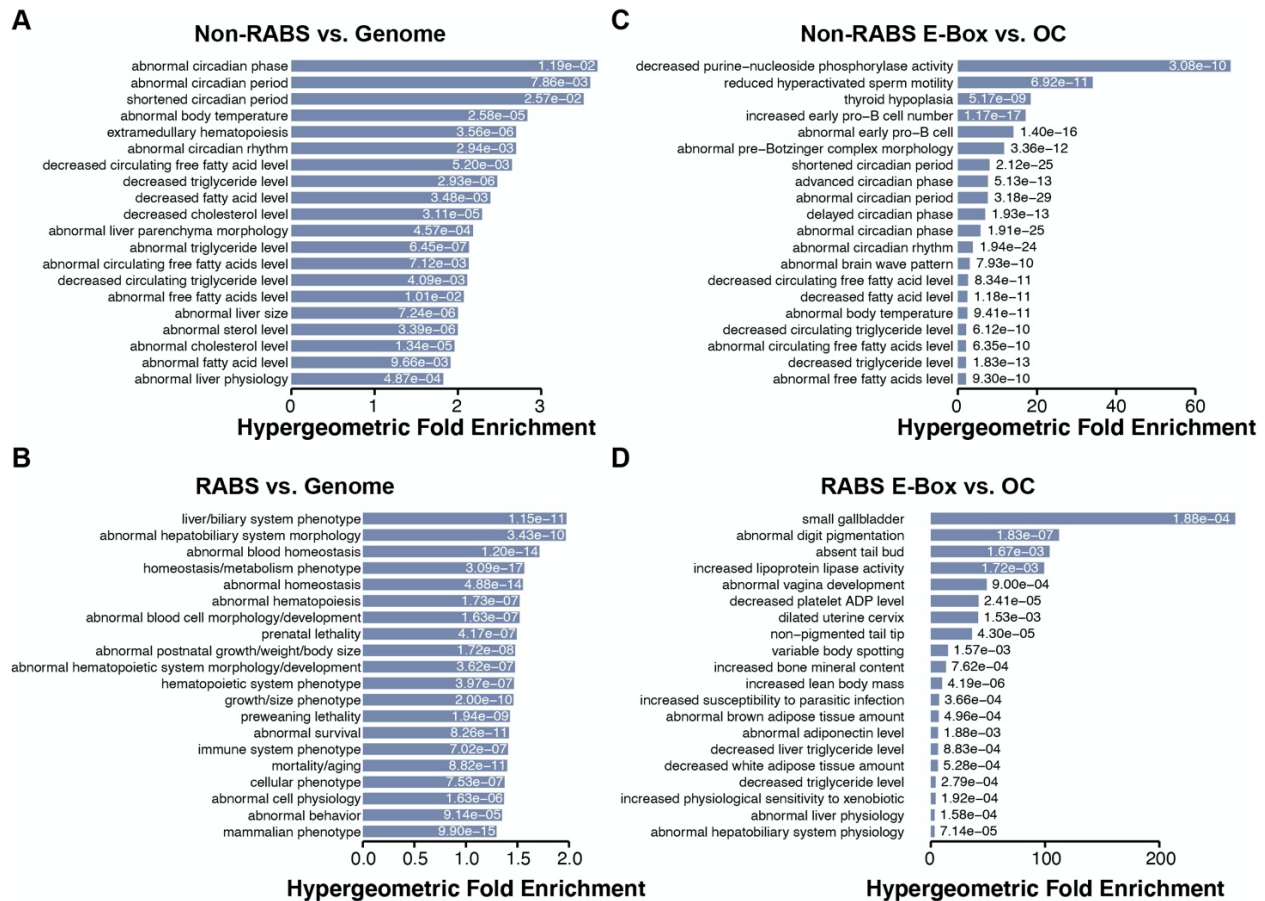 A
Non-RABS vs. Genome
abnormal circadian phase 1.19e−02
abnormal circadian period 7.86e−03
shortened circadian period 2.57e−02
abnormal body temperature 2.58e−05
extramedullary hematopoiesis 3.56e−06
abnormal circadian rhythm 2.94e−03
decreased circulating free fatty acid level 5.20e−03
decreased triglyceride level 2.93e−06
decreased fatty acid level 3.48e−03
decreased cholesterol level 3.11e−05
abnormal liver parenchyma morphology 4.57e−04
abnormal triglyceride level 6.45e−07
abnormal circulating free fatty acids level 7.12e−03
decreased circulating triglyceride level 4.09e−03
abnormal free fatty acids level 1.01e−02
abnormal liver size 7.24e−06
abnormal sterol level 3.39e−06
abnormal cholesterol level 1.34e−05
abnormal fatty acid level 9.66e−03
abnormal liver physiology 4.87e−04
0 1 2 3
Hypergeometric Fold Enrichment
C
Non-RABS E-Box vs. OC
decreased purine−nucleoside phosphorylase activity 3.08e−10
reduced hyperactivated sperm motility 6.92e−11
thyroid hypoplasia 5.17e−09
increased early pro−B cell number 1.17e−17
abnormal early pro−B cell 1.40e−16
abnormal pre−Botzinger complex morphology 3.36e−12
shortened circadian period 2.12e−25
advanced circadian phase 5.13e−13
abnormal circadian period 3.18e−29
delayed circadian phase 1.93e−13
abnormal circadian phase 1.91e−25
abnormal circadian rhythm 1.94e−24
abnormal brain wave pattern 7.93e−10
decreased circulating free fatty acid level 8.34e−11
decreased fatty acid level 1.18e−11
abnormal body temperature 9.41e−11
decreased circulating triglyceride level 6.12e−10
abnormal circulating free fatty acids level 6.35e−10
decreased triglyceride level 1.83e−13
abnormal free fatty acids level 9.30e−10
0 20 40 60
Hypergeometric Fold Enrichment
B
RABS vs. Genome
liver/biliary system phenotype 1.15e−11
abnormal hepatobiliary system morphology 3.43e−10
abnormal blood homeostasis 1.20e−14
homeostasis/metabolism phenotype 3.09e−17
abnormal homeostasis 4.88e−14
abnormal hematopoiesis 1.73e−07
abnormal blood cell morphology/development 1.63e−07
prenatal lethality 4.17e−07
abnormal postnatal growth/weight/body size 1.72e−08
abnormal hematopoietic system morphology/development 3.62e−07
hematopoietic system phenotype 3.97e−07
growth/size phenotype 2.00e−10
preweaning lethality 1.94e−09
abnormal survival 8.26e−11
immune system phenotype 7.02e−07
mortality/aging 8.82e−11
cellular phenotype 7.53e−07
abnormal cell physiology 1.63e−06
abnormal behavior 9.14e−05
mammalian phenotype 9.90e−15
0.0 0.5 1.0 1.5 2.0
Hypergeometric Fold Enrichment
D
RABS E-Box vs. OC
small gallbladder 1.88e−04
abnormal digit pigmentation 1.83e−07
absent tail bud 1.67e−03
increased lipoprotein lipase activity 1.72e−03
abnormal vagina development 9.00e−04
decreased platelet ADP level 2.41e−05
dilated uterine cervix 1.53e−03
non−pigmented tail tip 4.30e−05
variable body spotting 1.57e−03
increased bone mineral content 7.62e−04
increased lean body mass 4.19e−06
increased susceptibility to parasitic infection 3.66e−04
abnormal brown adipose tissue amount 4.96e−04
abnormal adiponectin level 1.88e−03
decreased liver triglyceride level 8.83e−04
decreased white adipose tissue amount 5.28e−04
decreased triglyceride level 2.79e−04
increased physiological sensitivity to xenobiotic 1.92e−04
abnormal liver physiology 1.58e−04
abnormal hepatobiliary system physiology 7.14e−05
0 100 200
Hypergeometric Fold Enrichment